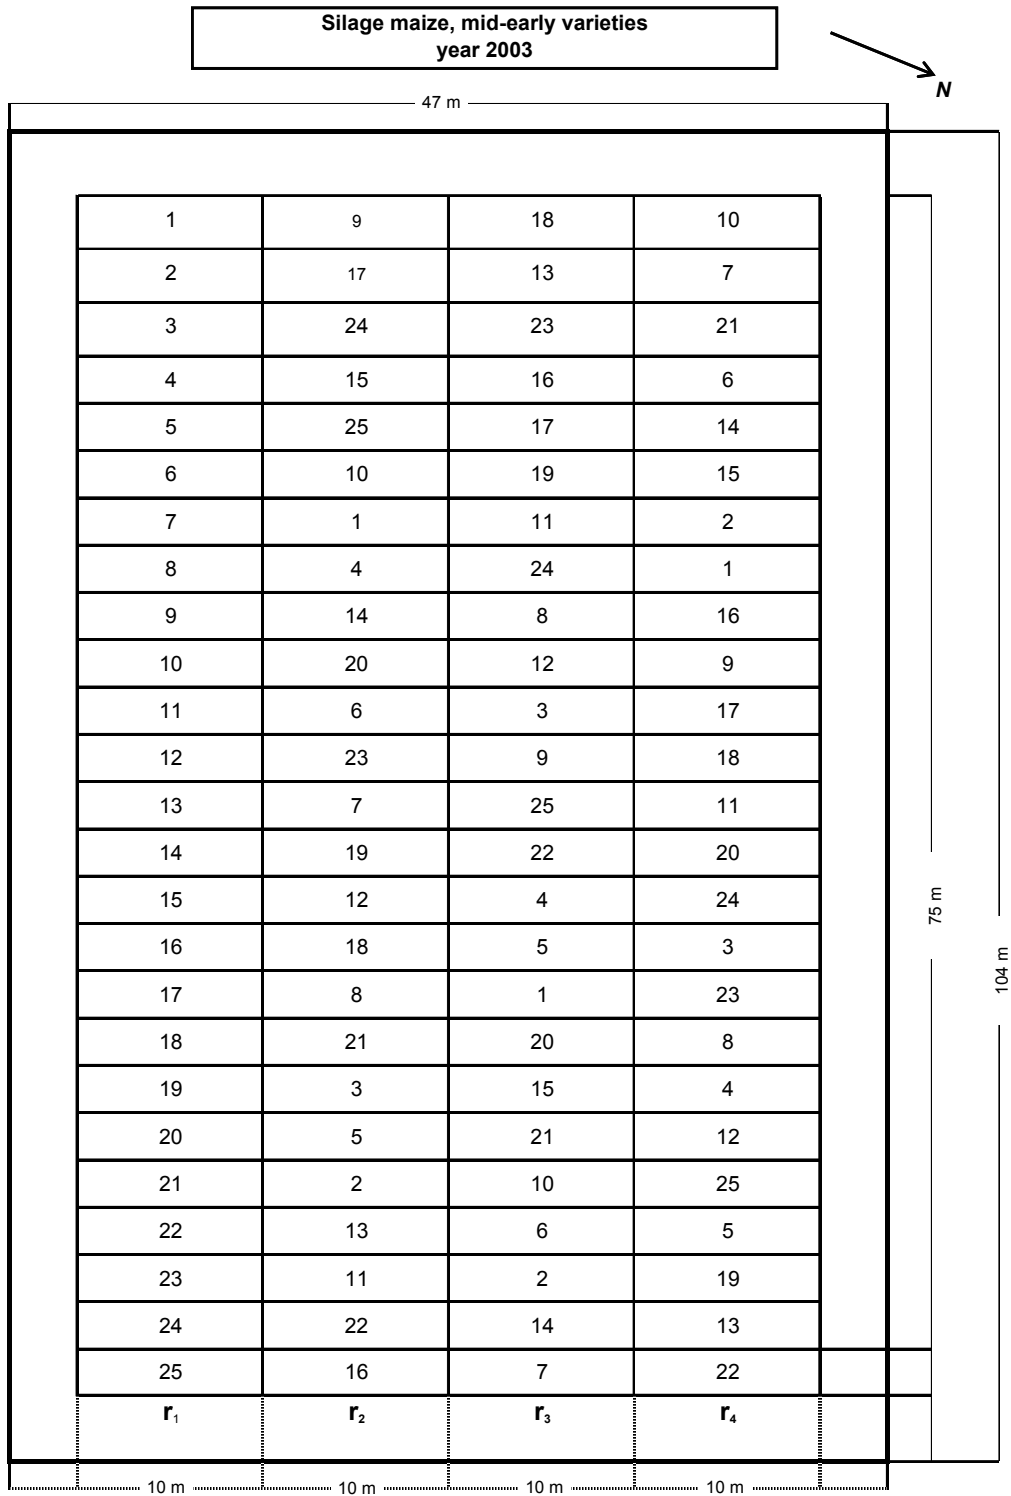 Silage maize, mid-early varieties
year 2003
N
47 m
1 9 18 10
2 17 13 7
3 24 23 21
4 15 16 6
5 25 17 14
6 10 19 15
7 1 11 2
8 4 24 1
9 14 8 16
10 20 12 9
11 6 3 17
12 23 9 18
13 7 25 11
14 19 22 20
15 12 4 24
16 18 5 3
17 8 1 23
18 21 20 8
19 3 15 4
20 5 21 12
21 2 10 25
22 13 6 5
23 11 2 19
24 22 14 13
25 16 7 22
75 m
104 m
r₁ r₂ r₃ r₄
10 m 10 m 10 m 10 m